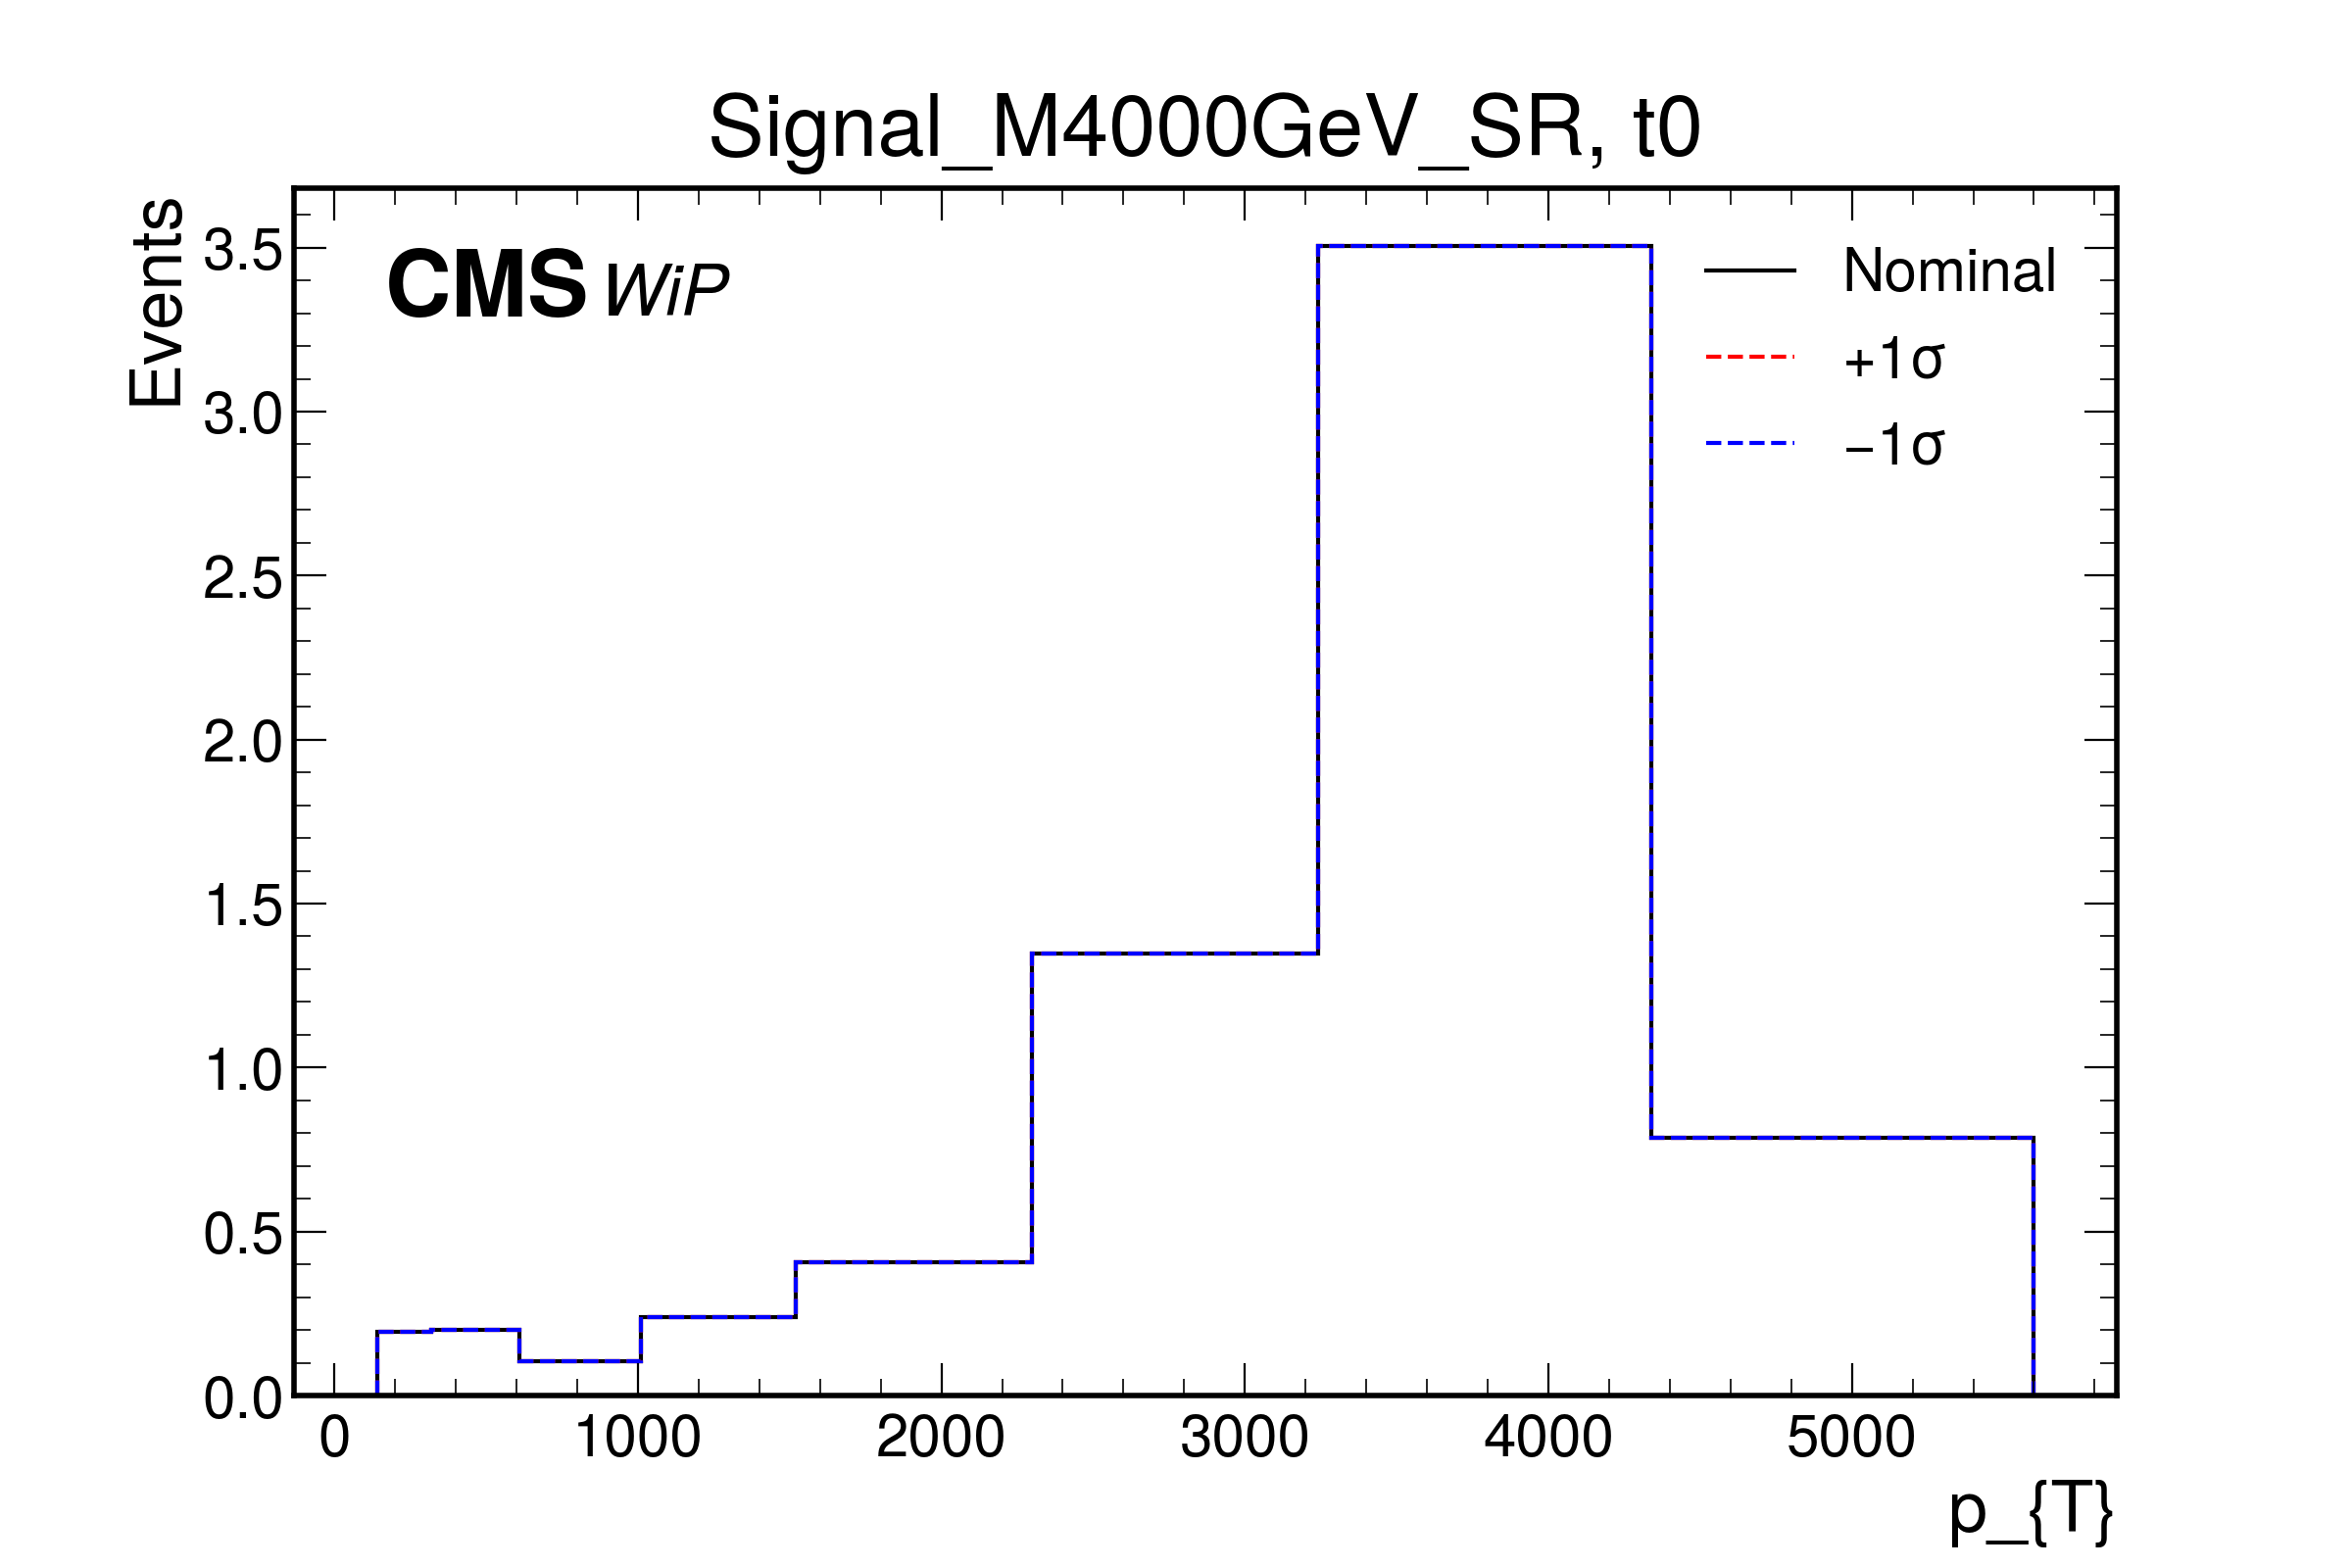 Signal_M4000GeV_SR, t0
Events
CMS WiP
Nominal
+1σ
−1σ
3.5
3.0
2.5
2.0
1.5
1.0
0.5
0.0
0 1000 2000 3000 4000 5000
p_{T}